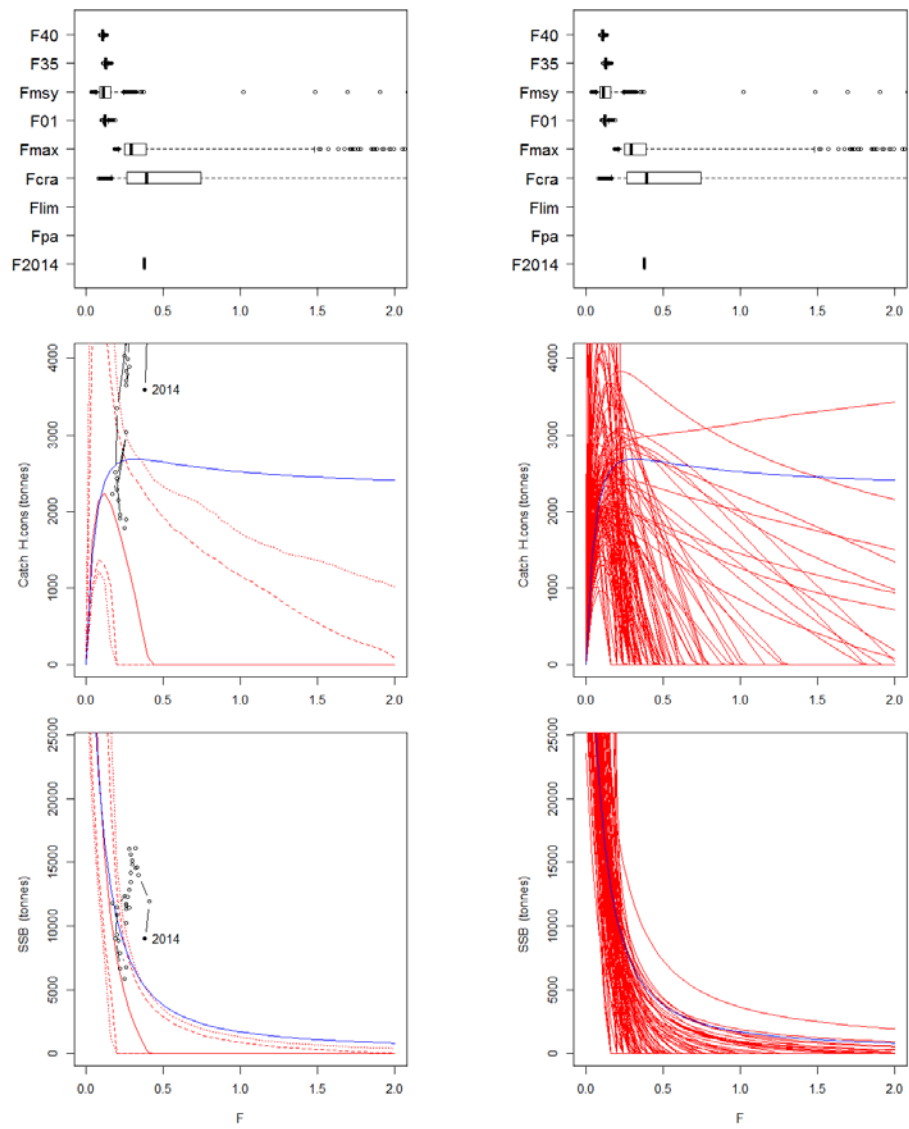 F40
F35
Fmsy
F01
Fmax
Fcra
Flim
Fpa
F2014
0.0 0.5 1.0 1.5 2.0
F40
F35
Fmsy
F01
Fmax
Fcra
Flim
Fpa
F2014
0.0 0.5 1.0 1.5 2.0
Catch H.cons (tonnes)
0 1000 2000 3000 4000
2014
0.0 0.5 1.0 1.5 2.0
Catch H.cons (tonnes)
0 1000 2000 3000 4000
0.0 0.5 1.0 1.5 2.0
SSB (tonnes)
0 5000 10000 15000 20000 25000
2014
0.0 0.5 1.0 1.5 2.0
F
SSB (tonnes)
0 5000 10000 15000 20000 25000
0.0 0.5 1.0 1.5 2.0
F